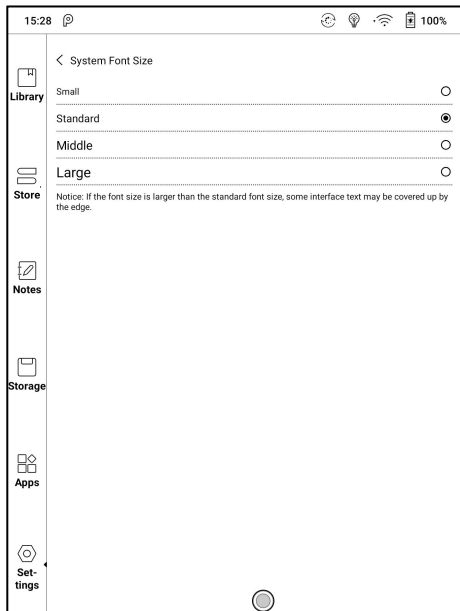 15:28
100%
System Font Size
Small
Standard
Middle
Large
Notice: If the font size is larger than the standard font size, some interface text may be covered up by
the edge.
Library
Store
Notes
Storage
Apps
Set-
tings